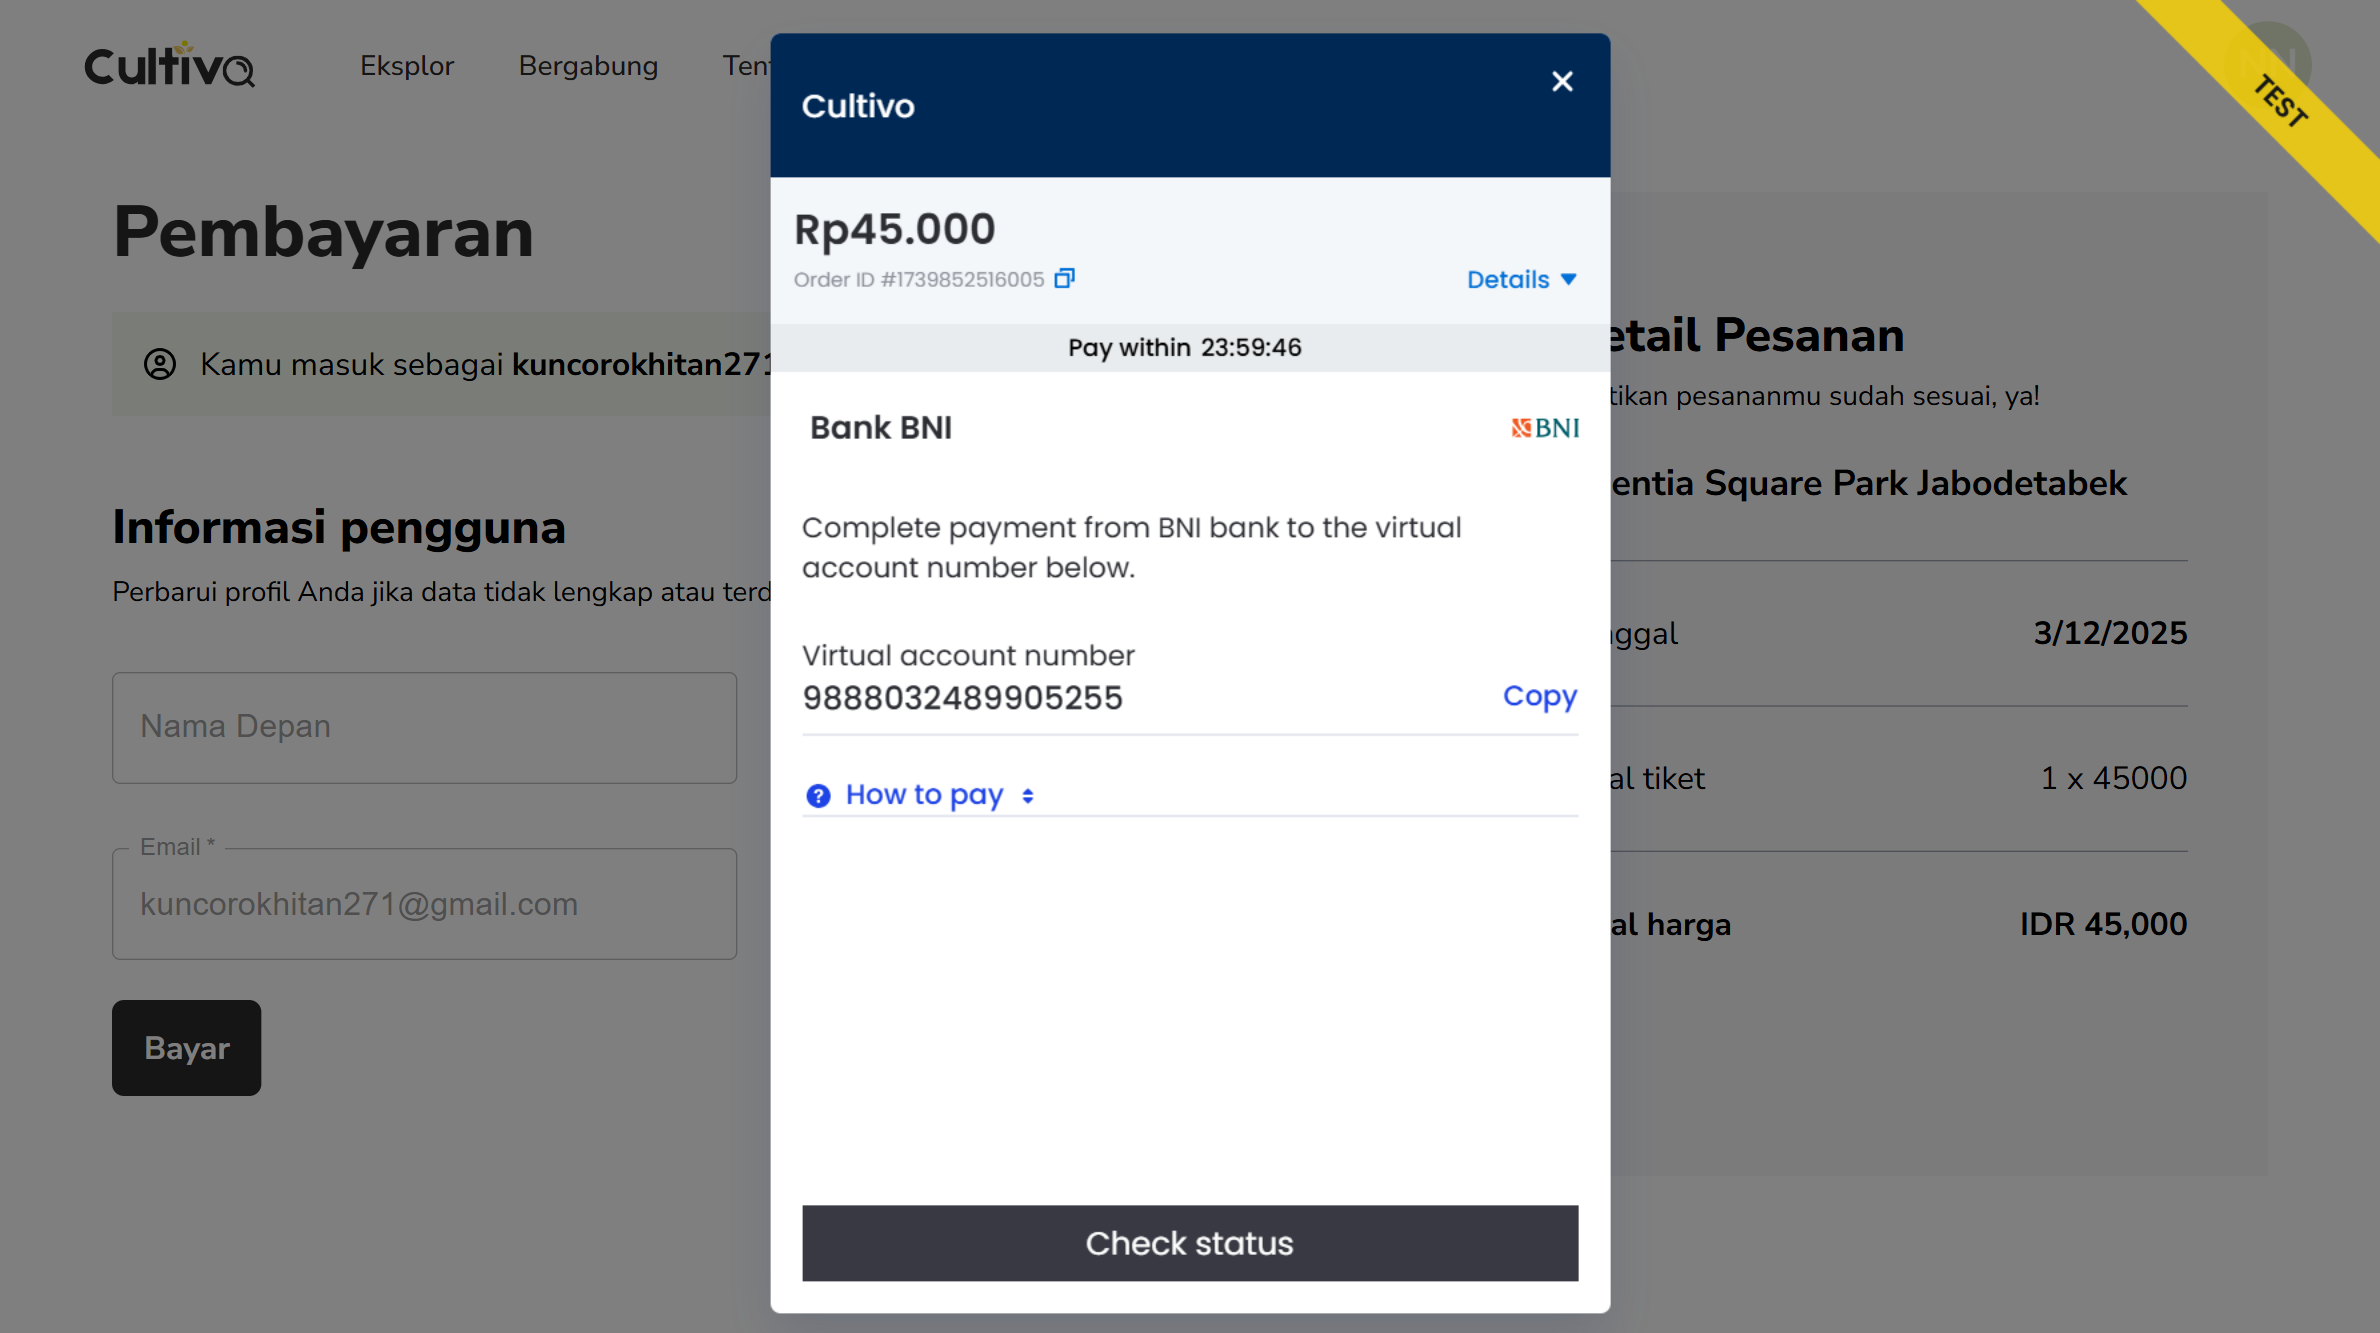 Cultivo
Eksplor
Bergabung
TEST
Pembayaran
Kamu masuk sebagai kuncorokhitan271
Informasi pengguna
Perbarui profil Anda jika data tidak lengkap atau
Nama Depan
Email *
kuncorokhitan271@gmail.com
Bayar
Cultivo
Rp45.000
Order ID #1739852516005
Details
Pay within 23:59:46
Bank BNI
BNI
Complete payment from BNI bank to the virtual
account number below.
Virtual account number
9888032489905255
Copy
How to pay
Check status
etail Pesanan
tikan pesananmu sudah sesuai, ya!
entia Square Park Jabodetabek
ggal
3/12/2025
al tiket
1 x 45000
al harga
IDR 45,000